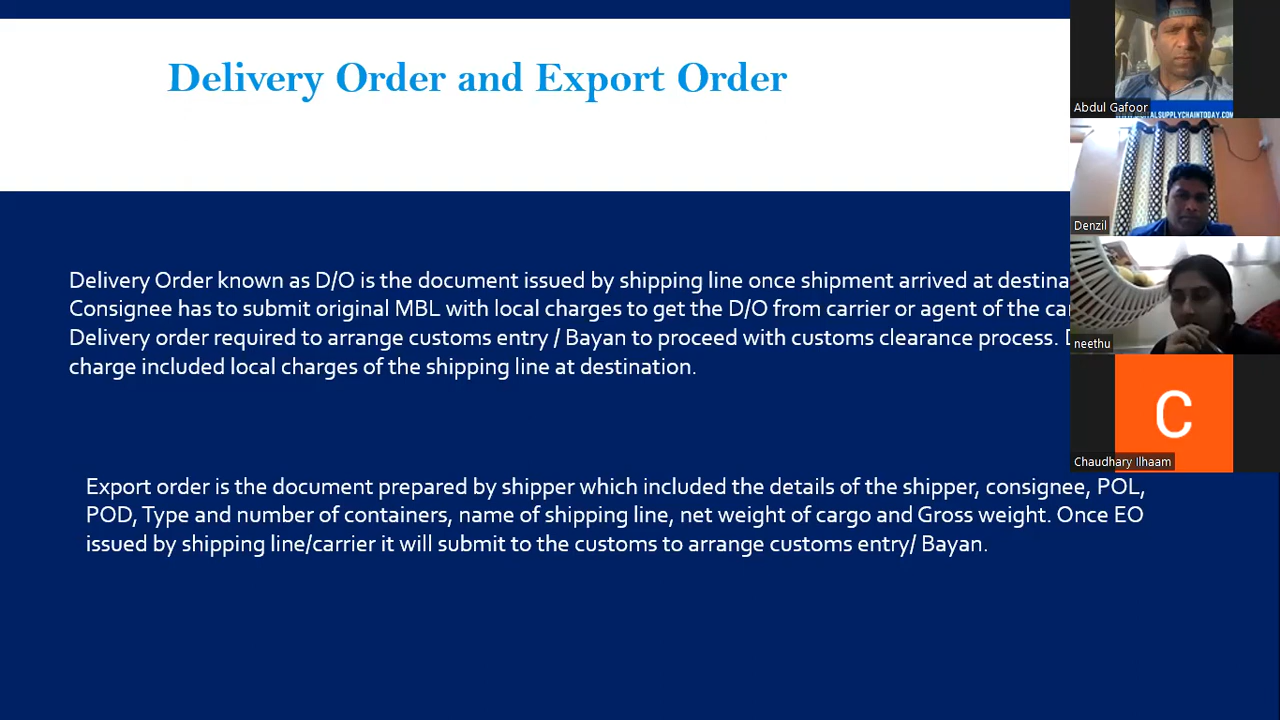 Delivery Order and Export Order
Delivery Order known as D/O is the document issued by shipping line once shipment arrived at
Consignee has to submit original MBL with local charges to get the D/O from carrier or agent of the
Delivery order required to arrange customs entry / Bayan to proceed with customs clearance process.
charge included local charges of the shipping line at destination.
Export order is the document prepared by shipper which included the details of the shipper, consignee, POL,
POD, Type and number of containers, name of shipping line, net weight of cargo and Gross weight. Once EO
issued by shipping line/carrier it will submit to the customs to arrange customs entry/ Bayan.
Abdul Gafoor
Denzil
neethu
C
Chaudhary Ilhaam